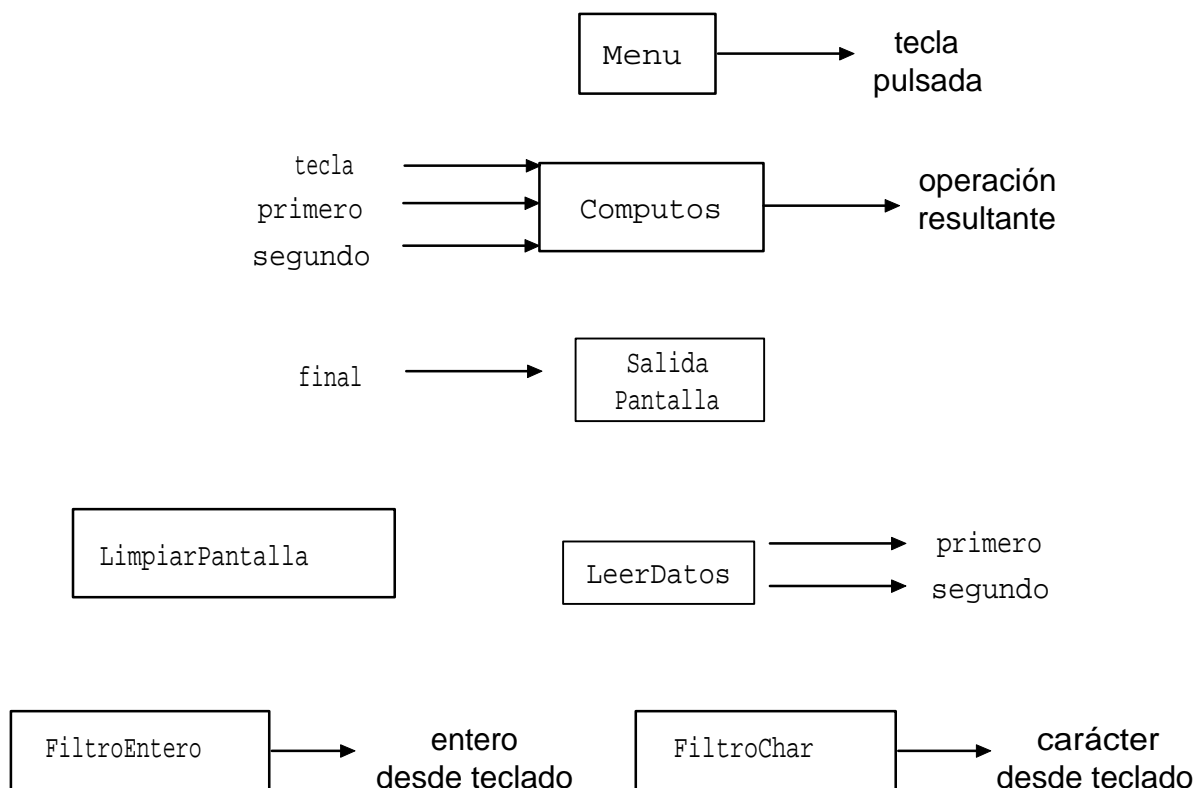 Menu
tecla
pulsada
tecla
primero
segundo
Computos
operación
resultante
final
Salida
Pantalla
LimpiarPantalla
LeerDatos
primero
segundo
FiltroEntero
entero
desde teclado
FiltroChar
carácter
desde teclado